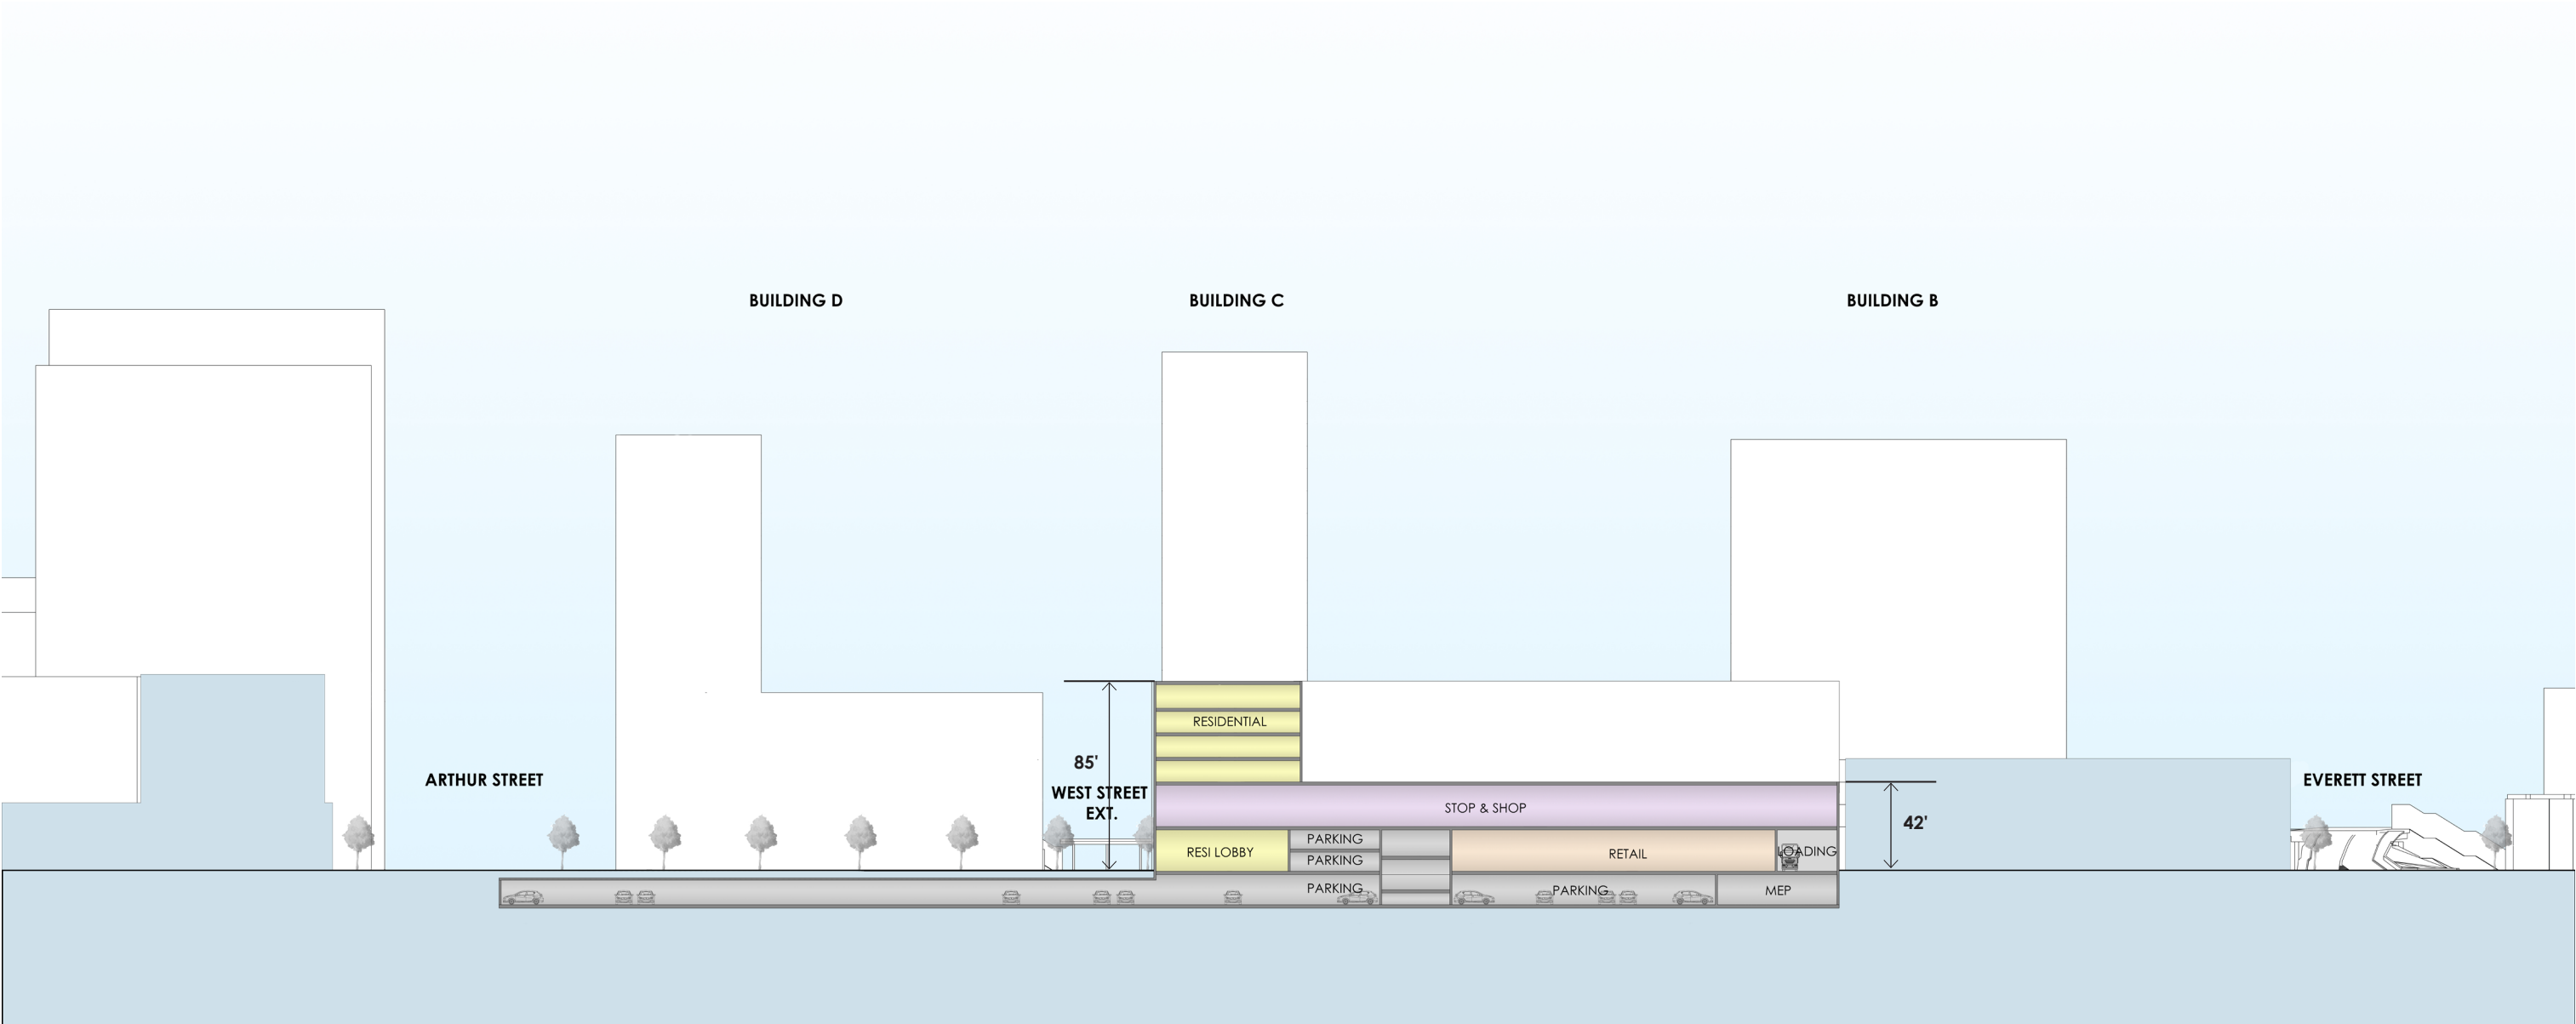 BUILDING D
BUILDING C
BUILDING B
RESIDENTIAL
85'
ARTHUR STREET
WEST STREET
EXT.
EVERETT STREET
STOP & SHOP
42'
RESI LOBBY
PARKING
PARKING
RETAIL
LOADING
PARKING
PARKING
MEP